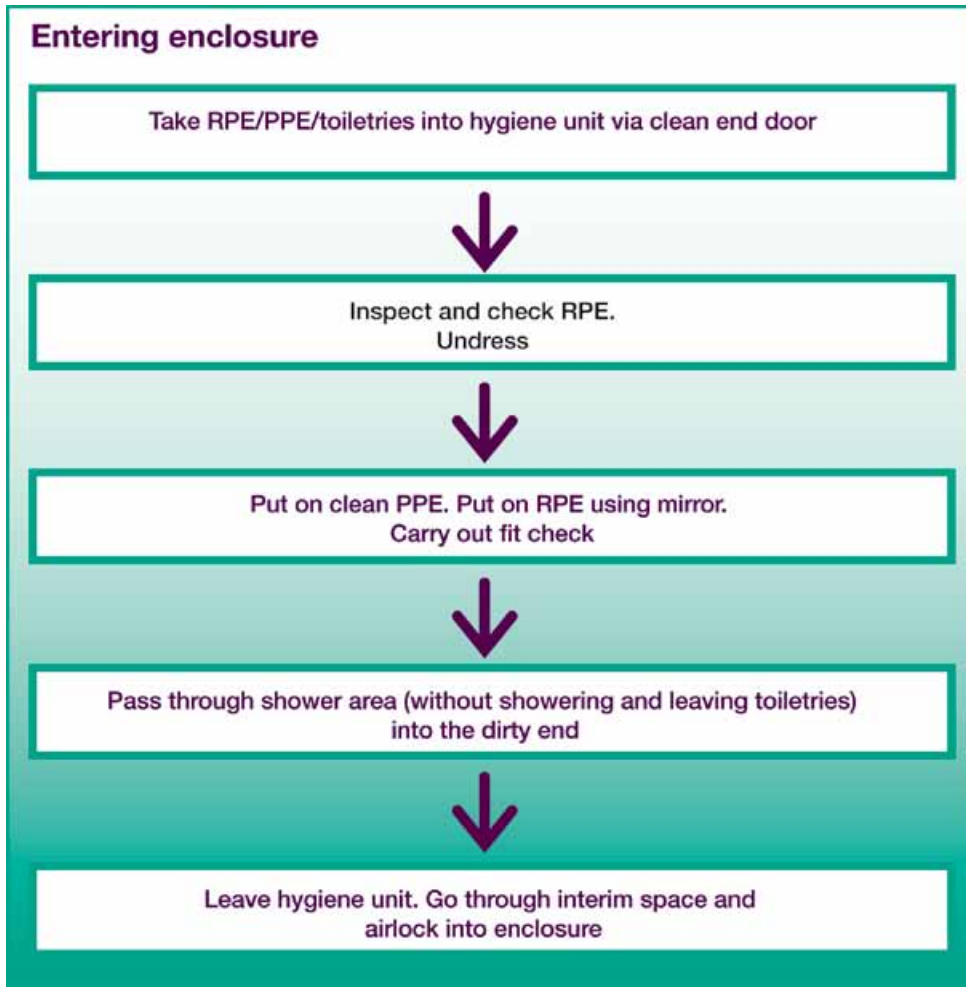 Entering enclosure
Take RPE/PPE/toiletries into hygiene unit via clean end door
Inspect and check RPE.
Undress
Put on clean PPE. Put on RPE using mirror.
Carry out fit check
Pass through shower area (without showering and leaving toiletries)
into the dirty end
Leave hygiene unit. Go through interim space and
airlock into enclosure